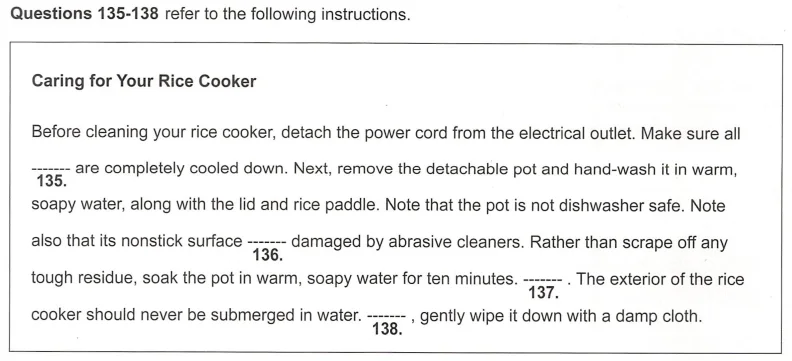 Questions 135-138 refer to the following instructions.
Caring for Your Rice Cooker
Before cleaning your rice cooker, detach the power cord from the electrical outlet. Make sure all
------- are completely cooled down. Next, remove the detachable pot and hand-wash it in warm,
135.
soapy water, along with the lid and rice paddle. Note that the pot is not dishwasher safe. Note
also that its nonstick surface ------- damaged by abrasive cleaners. Rather than scrape off any
136.
tough residue, soak the pot in warm, soapy water for ten minutes. ------- . The exterior of the rice
137.
cooker should never be submerged in water. ------- , gently wipe it down with a damp cloth.
138.